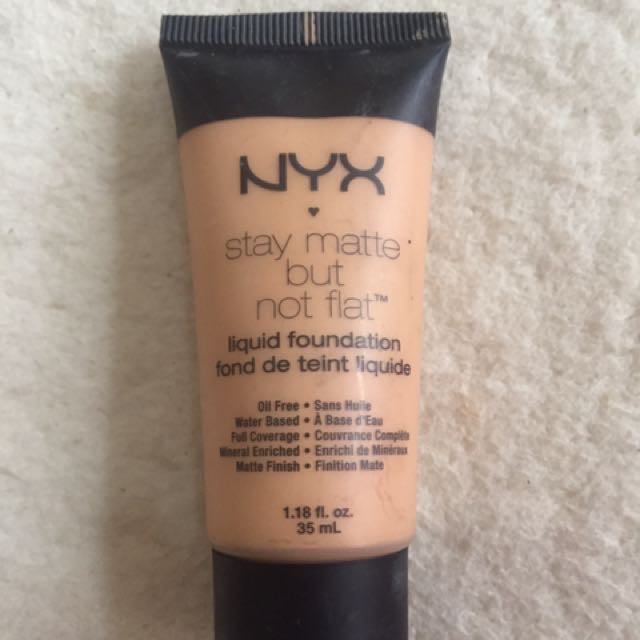 NYX
stay matte
but
not flat™
liquid foundation
fond de teint liquide
Oil Free • Sans Huile
Water Based • À Base d'Eau
Full Coverage • Couvrance Complète
Mineral Enriched • Enrichi de Minéraux
Matte Finish • Finition Mate
1.18 fl. oz.
35 mL